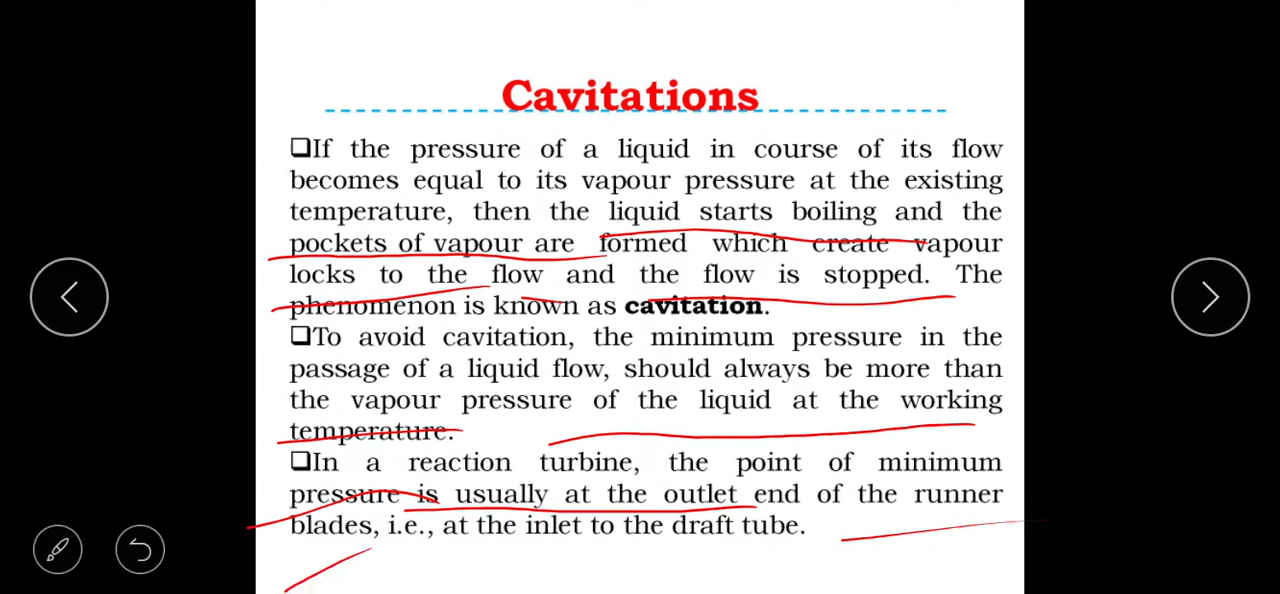 Cavitations
❑If the pressure of a liquid in course of its flow
becomes equal to its vapour pressure at the existing
temperature, then the liquid starts boiling and the
pockets of vapour are formed which create vapour
locks to the flow and the flow is stopped. The
phenomenon is known as cavitation.
❑To avoid cavitation, the minimum pressure in the
passage of a liquid flow, should always be more than
the vapour pressure of the liquid at the working
temperature.
❑In a reaction turbine, the point of minimum
pressure is usually at the outlet end of the runner
blades, i.e., at the inlet to the draft tube.